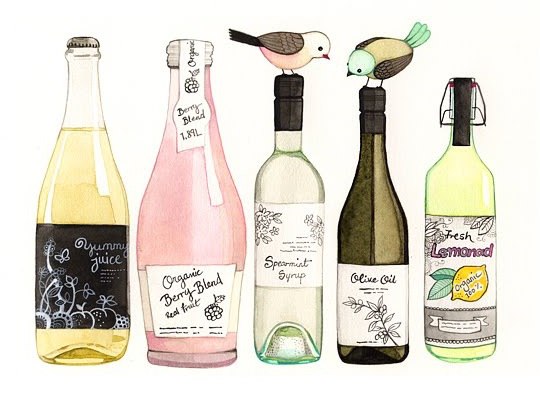 Yummy
juice
Organic
Berry
Blend
1,89L
Organic
Berry Blend
real fruit
Spearmint
Syrup
Olive Oil
Fresh
Lemonad
Organic
100%